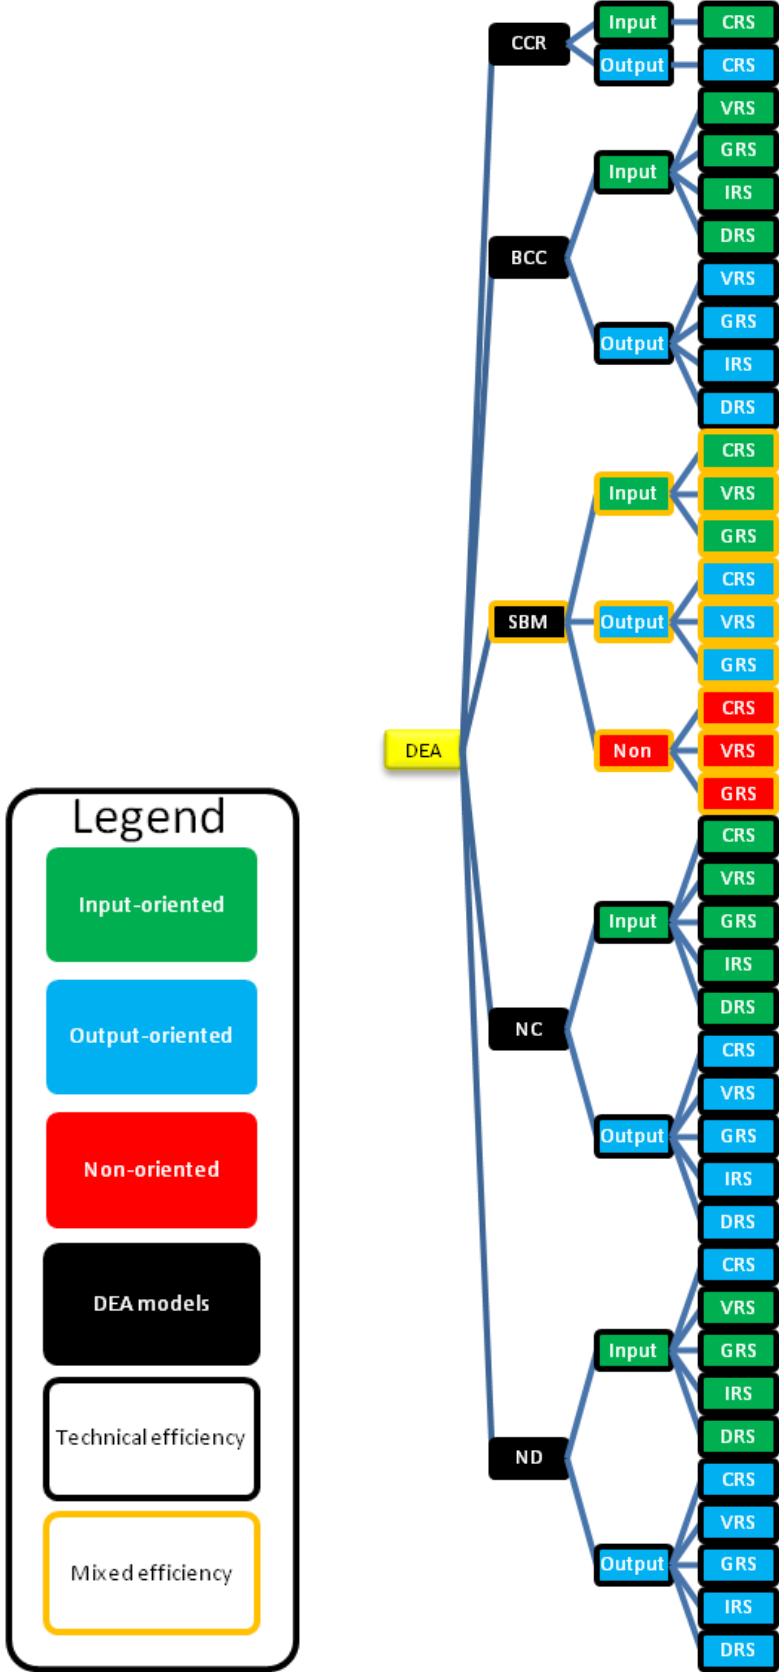 CCR
Input
CRS
Output
CRS
BCC
Input
VRS
GRS
IRS
DRS
Output
VRS
GRS
IRS
DRS
SBM
Input
CRS
VRS
GRS
Output
CRS
VRS
GRS
Non
CRS
VRS
GRS
DEA
NC
Input
CRS
VRS
GRS
IRS
DRS
Output
CRS
VRS
GRS
IRS
DRS
ND
Input
CRS
VRS
GRS
IRS
DRS
Output
CRS
VRS
GRS
IRS
DRS
Legend
Input-oriented
Output-oriented
Non-oriented
DEA models
Technical efficiency
Mixed efficiency